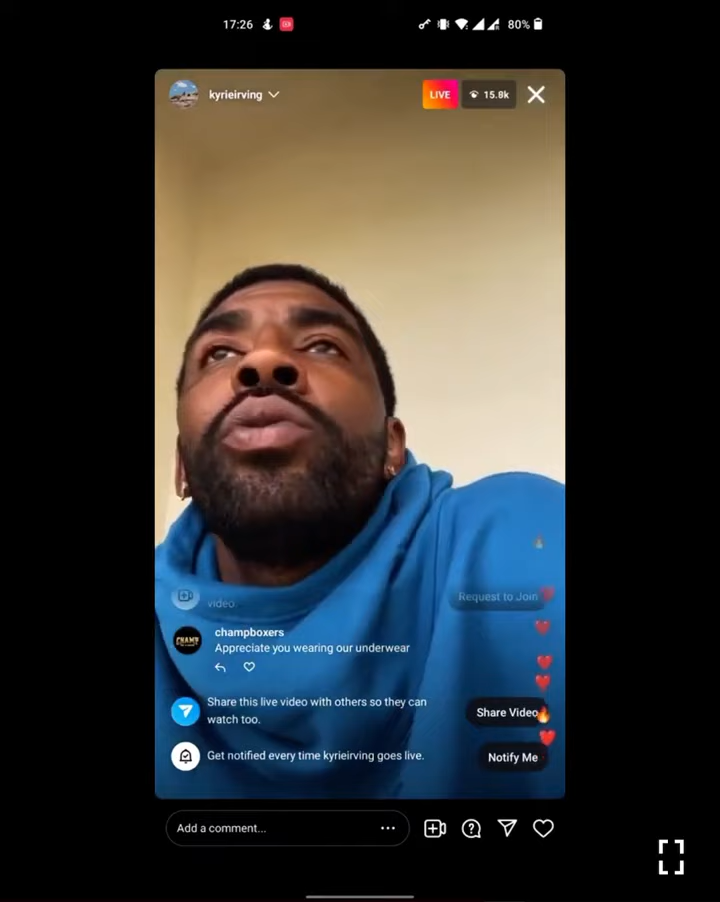 17:26
80%
kyrieirving
LIVE
15.8k
video
Request to Join
champboxers
CHAMP
Appreciate you wearing our underwear
Share this live video with others so they can
watch too.
Share Video
Get notified every time kyrieirving goes live.
Notify Me
Add a comment...